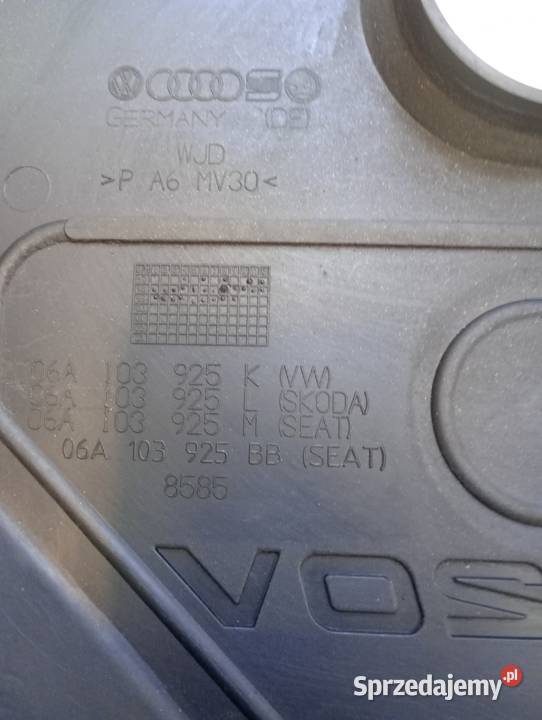 GERMANY (DE)
WJD
>P A6 MV30<
06A 103 925 K (VW)
06A 103 925 L (SKODA)
06A 103 925 M (SEAT)
06A 103 925 BB (SEAT)
8585
VOS
Sprzedajemy.pl